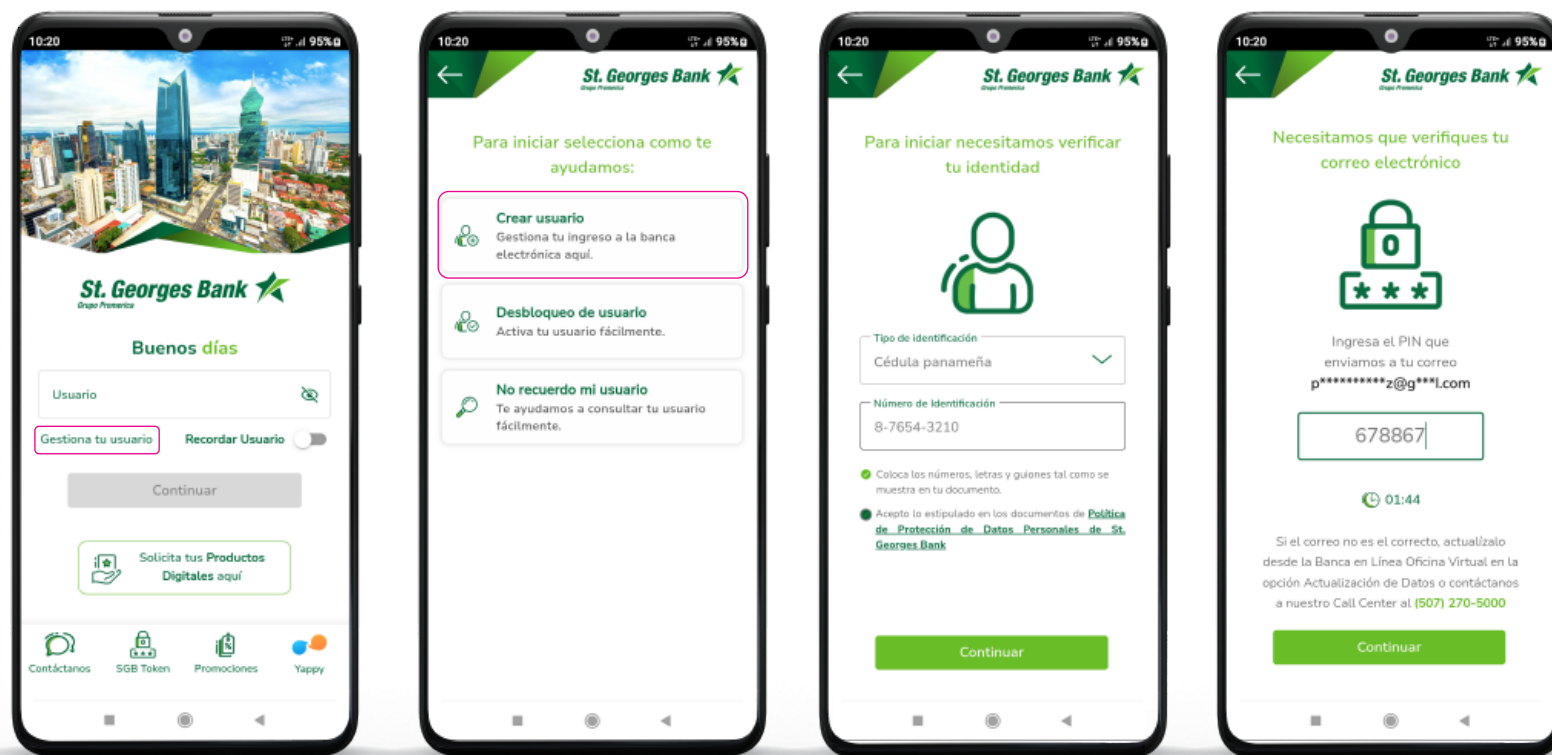 10:20
95%
St. Georges Bank
Grupo Promerica
Buenos días
Usuario
Gestiona tu usuario
Recordar Usuario
Continuar
Solicita tus Productos
Digitales aquí
Contáctanos
SGB Token
Promociones
Yappy
10:20
95%
St. Georges Bank
Grupo Promerica
Para iniciar selecciona como te
ayudamos:
Crear usuario
Gestiona tu ingreso a la banca
electrónica aquí.
Desbloqueo de usuario
Activa tu usuario fácilmente.
No recuerdo mi usuario
Te ayudamos a consultar tu usuario
fácilmente.
10:20
95%
St. Georges Bank
Grupo Promerica
Para iniciar necesitamos verificar
tu identidad
Tipo de identificación
Cédula panameña
Número de Identificación
8-7654-3210
Coloca los números, letras y guiones tal como se
muestra en tu documento.
Acepto lo estipulado en los documentos de Política
de Protección de Datos Personales de St.
Georges Bank
Continuar
10:20
95%
St. Georges Bank
Grupo Promerica
Necesitamos que verifiques tu
correo electrónico
0
***
Ingresa el PIN que
enviamos a tu correo
p**********z@g***l.com
678867
01:44
Si el correo no es el correcto, actualízalo
desde la Banca en Línea Oficina Virtual en la
opción Actualización de Datos o contáctanos
a nuestro Call Center al (507) 270-5000
Continuar